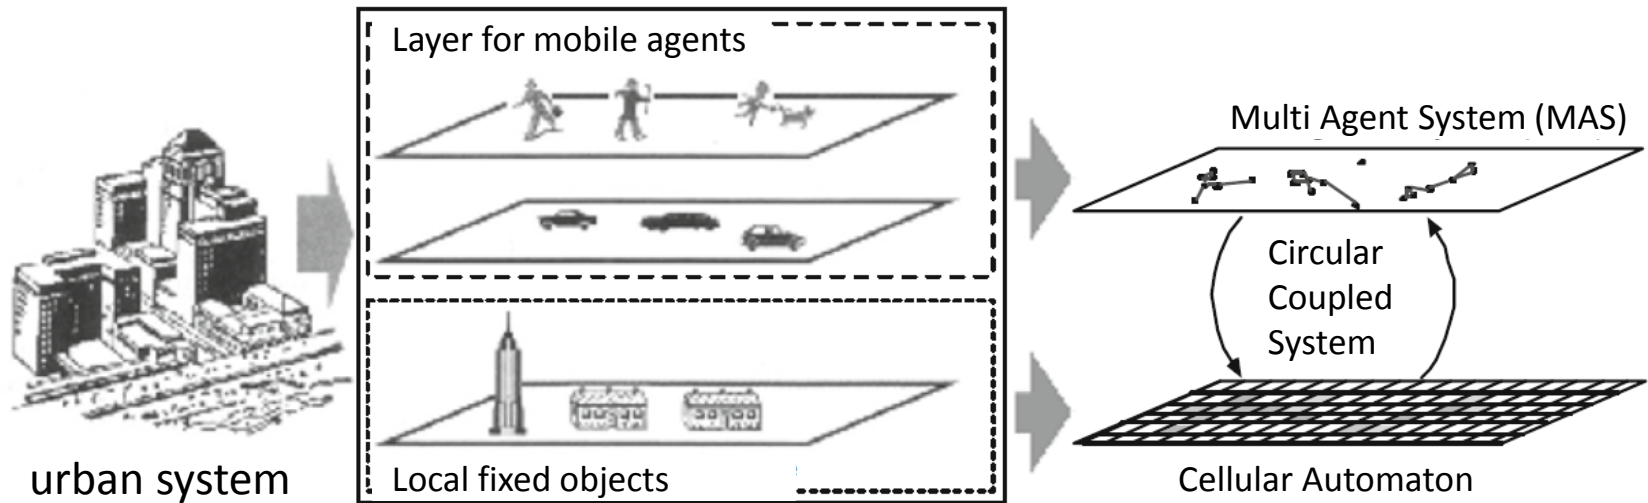 Layer for mobile agents
Multi Agent System (MAS)
Circular
Coupled
System
urban system
Local fixed objects
Cellular Automaton